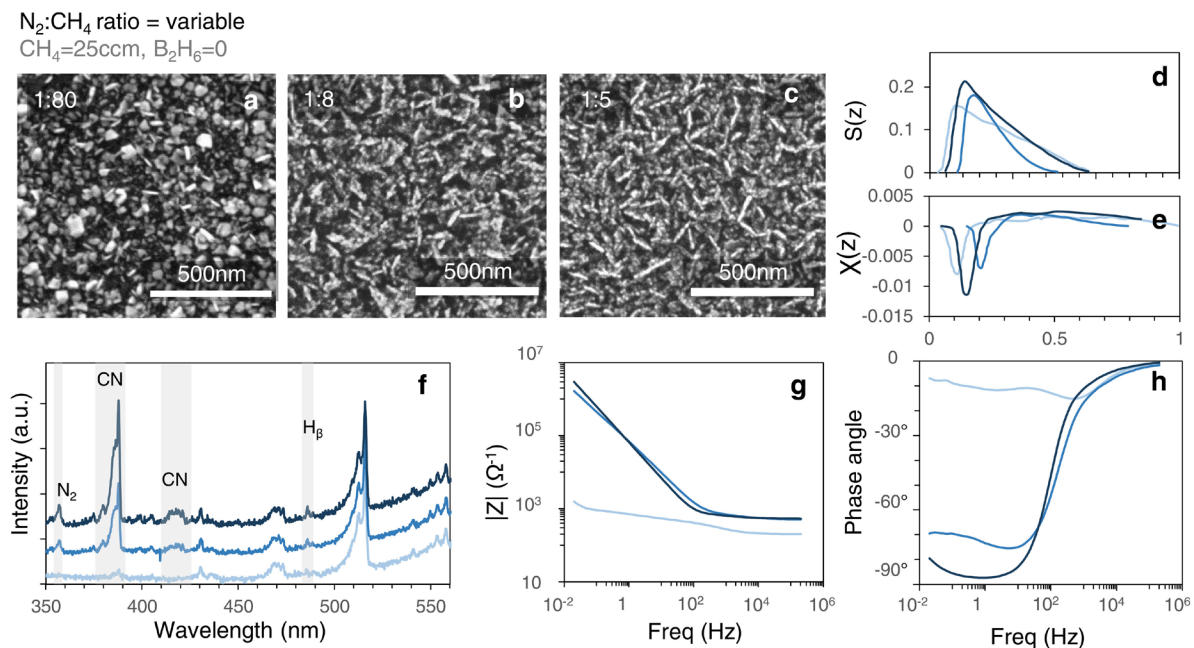 N2:CH4 ratio = variable
CH4=25ccm, B2H6=0
1:80
a
500nm
1:8
b
500nm
1:5
c
500nm
d
S(z)
0.2
0.1
0
e
X(z)
0.005
0
-0.005
-0.01
-0.015
0
0.5
1
f
Intensity (a.u.)
CN
N2
CN
Hβ
350
400
450
500
550
Wavelength (nm)
g
|Z| (Ω-1)
10^7
10^5
10^3
10
10^-2
1
10^2
10^4
10^6
Freq (Hz)
h
Phase angle
0
-30°
-60°
-90°
10^-2
1
10^2
10^4
10^6
Freq (Hz)